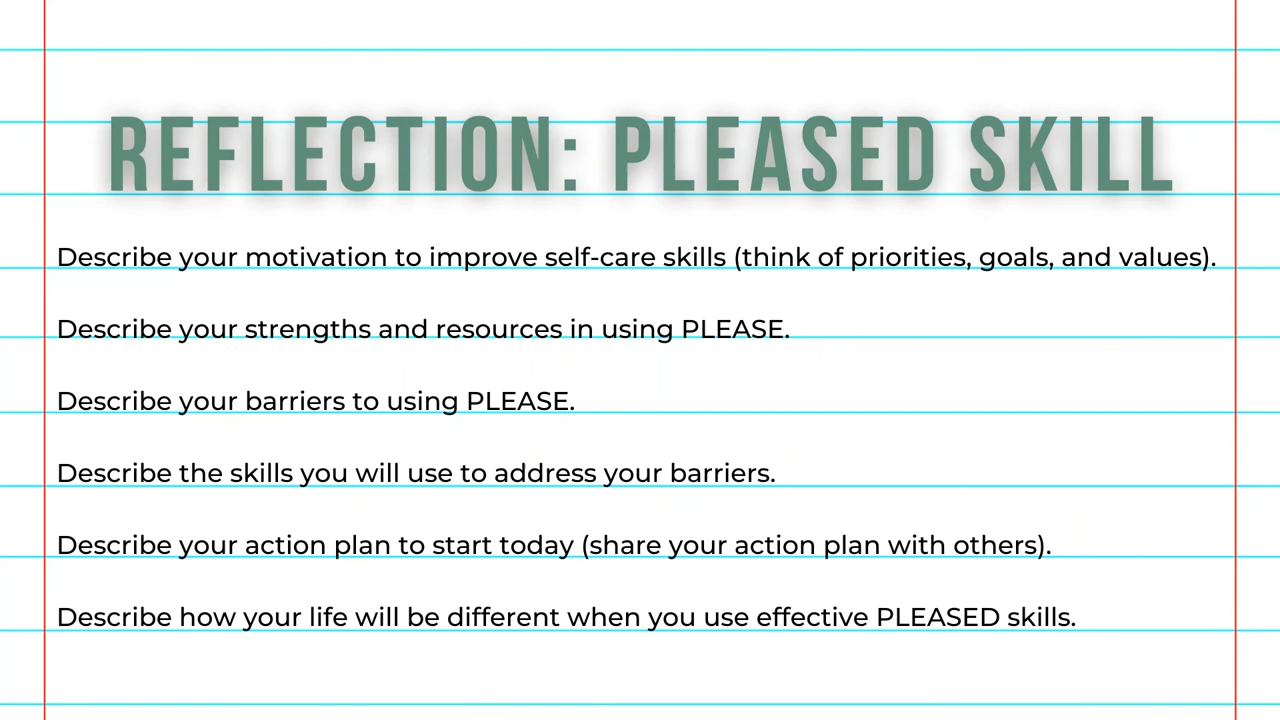 REFLECTION: PLEASED SKILL
Describe your motivation to improve self-care skills (think of priorities, goals, and values).
Describe your strengths and resources in using PLEASE.
Describe your barriers to using PLEASE.
Describe the skills you will use to address your barriers.
Describe your action plan to start today (share your action plan with others).
Describe how your life will be different when you use effective PLEASED skills.